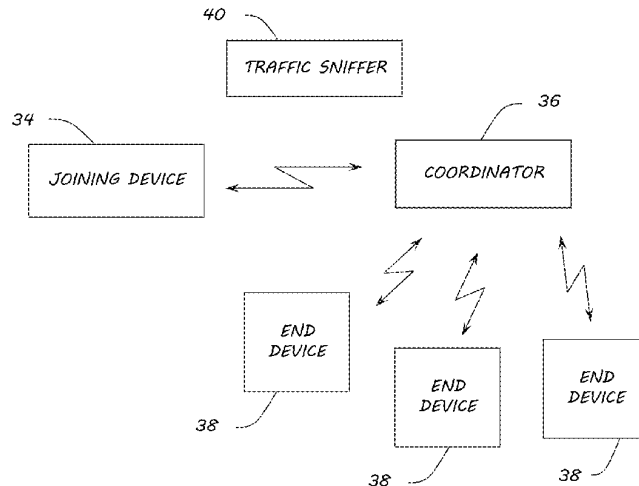 40
TRAFFIC SNIFFER
34
36
JOINING DEVICE
COORDINATOR
END
DEVICE
END
DEVICE
END
DEVICE
38
38
38